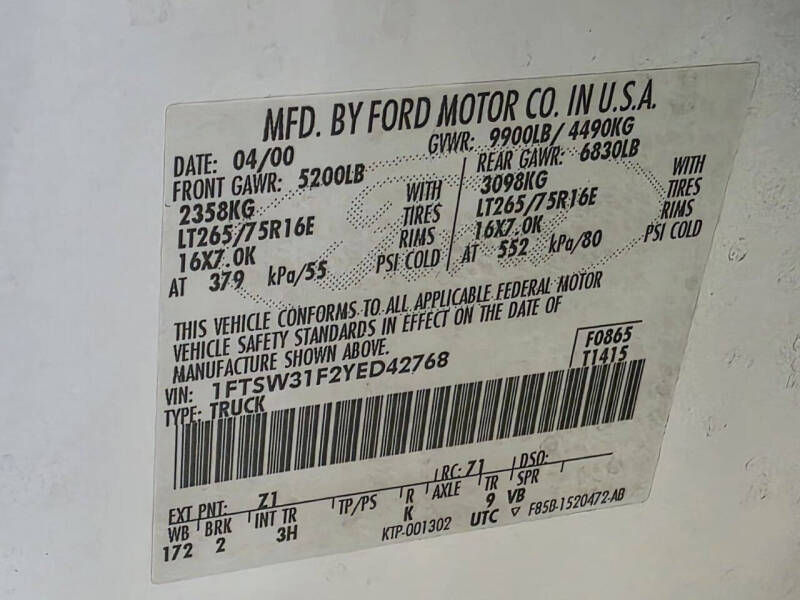 MFD. BY FORD MOTOR CO. IN U.S.A.
DATE: 04/00 GVWR: 9900LB/ 4490KG
FRONT GAWR: 5200LB REAR GAWR: 6830LB
2358KG WITH 3098KG WITH
LT265/75R16E TIRES LT265/75R16E TIRES
16X7.0K RIMS 16X7.0K RIMS
AT 379 kPa/55 PSI COLD AT 552 kPa/80 PSI COLD
THIS VEHICLE CONFORMS TO ALL APPLICABLE FEDERAL MOTOR
VEHICLE SAFETY STANDARDS IN EFFECT ON THE DATE OF
MANUFACTURE SHOWN ABOVE.
VIN: 1FTSW31F2YED42768 F0865
TYPE: TRUCK T1415
EXT PNT: Z1 RC: 71 DSO:
WB BRK INT TR TP/PS R AXLE TR SPR
172 2 3H K 9 VB
KTP-001302 UTC ▽ F85B-1520472-AB